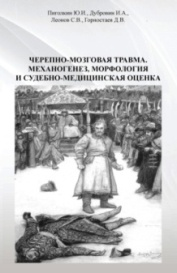 Пиголкин Ю.И., Дубровин И.А.,
Леонов С.В., Горностаев Д.В.
ЧЕРЕПНО-МОЗГОВАЯ ТРАВМА.
МЕХАНОГЕНЕЗ, МОРФОЛОГИЯ
И СУДЕБНО-МЕДИЦИНСКАЯ ОЦЕНКА